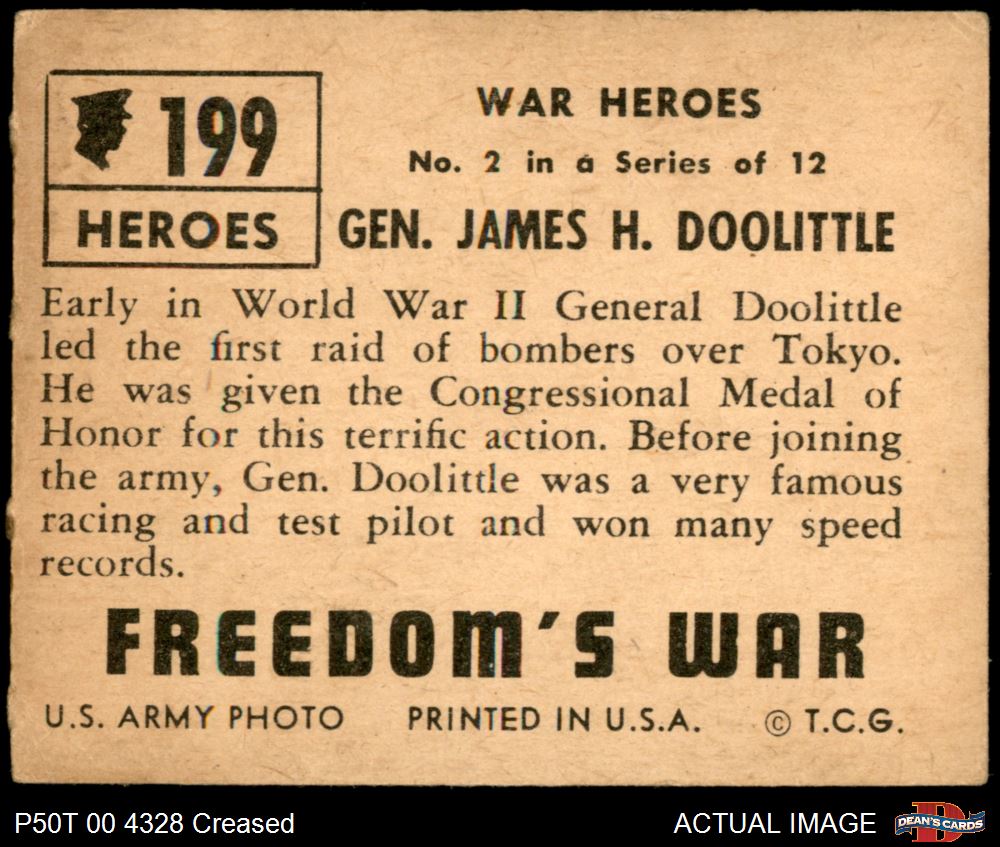 199
HEROES
WAR HEROES
No. 2 in a Series of 12
GEN. JAMES H. DOOLITTLE
Early in World War II General Doolittle
led the first raid of bombers over Tokyo.
He was given the Congressional Medal of
Honor for this terrific action. Before joining
the army, Gen. Doolittle was a very famous
racing and test pilot and won many speed
records.
FREEDOM'S WAR
U.S. ARMY PHOTO PRINTED IN U.S.A. © T.C.G.
P50T 00 4328 Creased ACTUAL IMAGE D DEAN'S CARDS